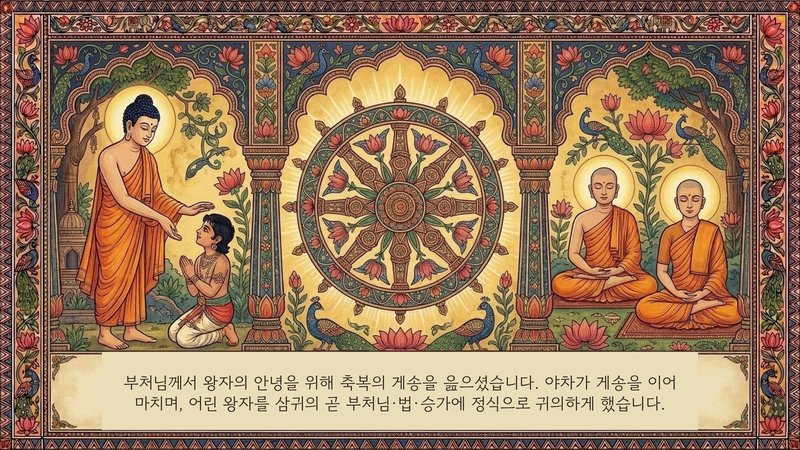 부처님께서 왕자의 안녕을 위해 축복의 게송을 읊으셨습니다. 야차가 게송을 이어
마치며, 어린 왕자를 삼귀의 곧 부처님·법·승가에 정식으로 귀의하게 했습니다.